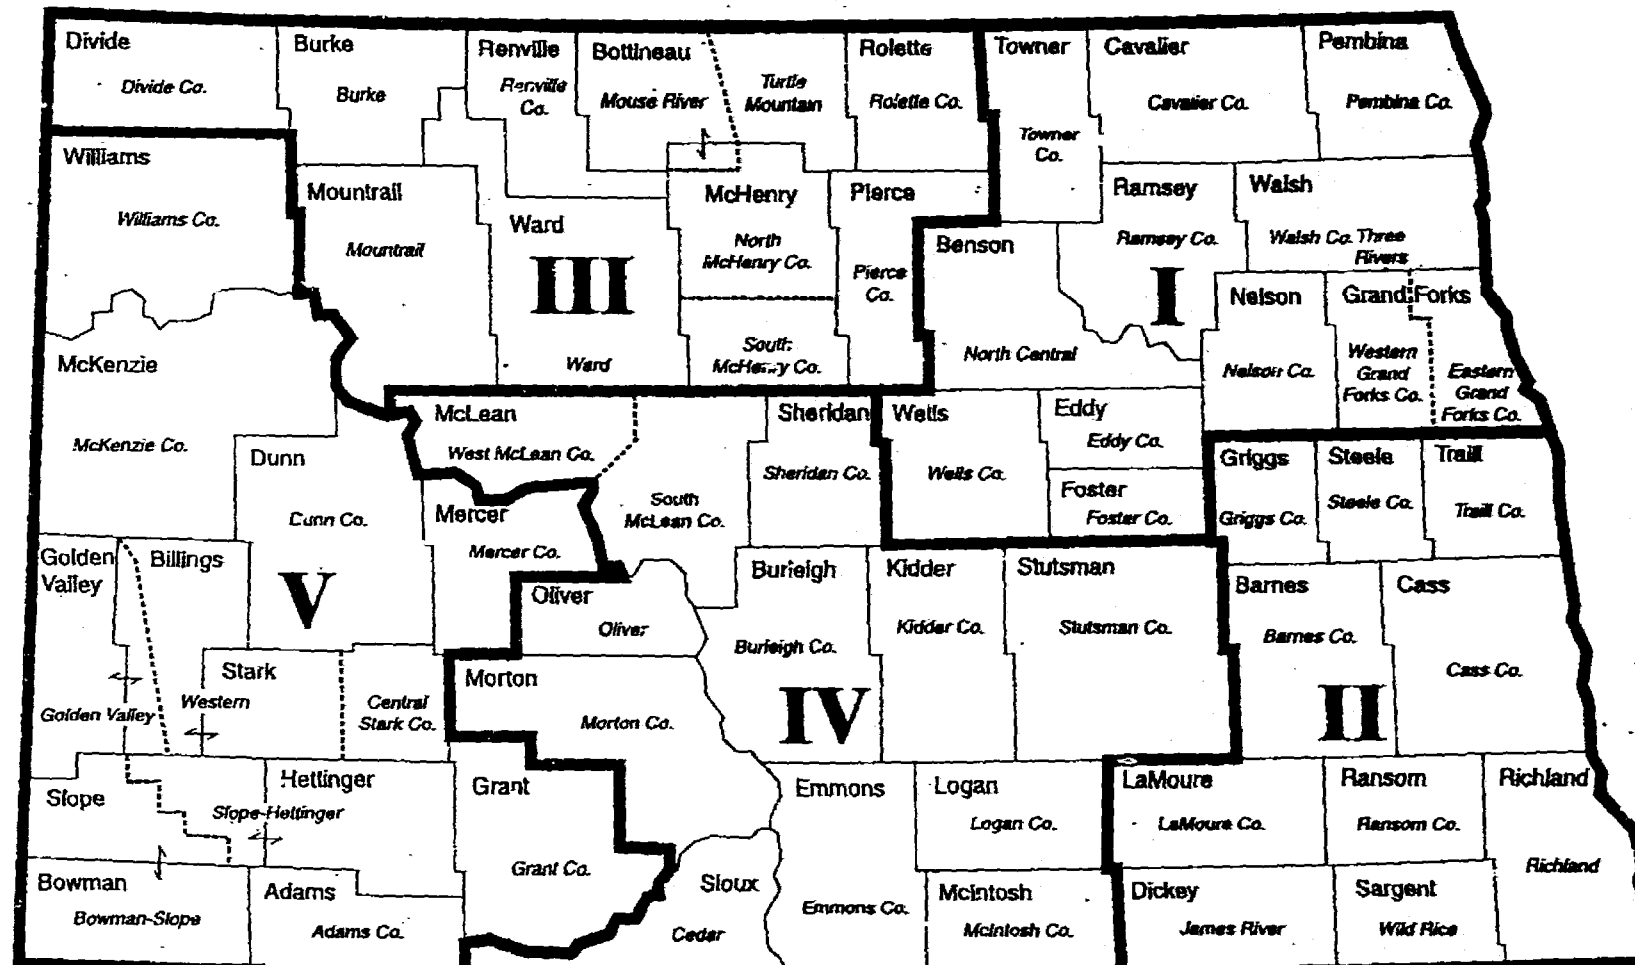 Divide
Divide Co.
Burke
Burke
Renville
Renville
Co.
Bottineau
Mouse River
Turtle
Mountain
Rolette
Rolette Co.
Towner
Towner
Co.
Cavalier
Cavalier Co.
Pembina
Pembina Co.
Williams
Williams Co.
Mountrail
Mountrail
Ward
III
Ward
McHenry
North
McHenry Co.
South
McHenry Co.
Pierce
Pierce
Co.
Benson
North Central
Ramsey
Ramsey Co.
I
Walsh
Walsh Co. Three
Rivers
Nelson
Nelson Co.
Grand Forks
Western
Grand
Forks Co.
Eastern
Grand
Forks Co.
McKenzie
McKenzie Co.
Dunn
Dunn Co.
McLean
West McLean Co.
South
McLean Co.
Sheridan
Sheridan Co.
Wells
Wells Co.
Eddy
Eddy Co.
Foster
Foster Co.
Griggs
Griggs Co.
Steele
Steele Co.
Traill
Traill Co.
Mercer
Mercer Co.
Golden
Valley
Golden Valley
Billings
V
Oliver
Oliver
Burleigh
Burleigh Co.
Kidder
Kidder Co.
Stutsman
Stutsman Co.
Barnes
Barnes Co.
Cass
Cass Co.
Stark
Western
Central
Stark Co.
Morton
Morton Co.
IV
II
Slope
Slope-Hettinger
Hettinger
Grant
Grant Co.
Emmons
Emmons Co.
Logan
Logan Co.
LaMoure
LaMoure Co.
Ransom
Ransom Co.
Richland
Richland
Bowman
Bowman-Slope
Adams
Adams Co.
Sioux
Cedar
McIntosh
McIntosh Co.
Dickey
James River
Sargent
Wild Rice